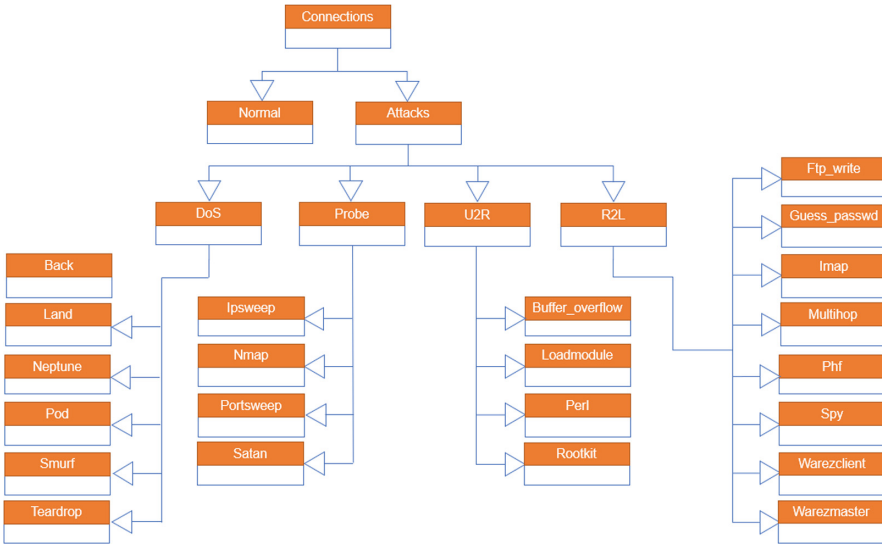 Connections
Normal
Attacks
DoS
Probe
U2R
R2L
Back
Land
Neptune
Pod
Smurf
Teardrop
Ipsweep
Nmap
Portsweep
Satan
Buffer_overflow
Loadmodule
Perl
Rootkit
Ftp_write
Guess_passwd
Imap
Multihop
Phf
Spy
Warezclient
Warezmaster